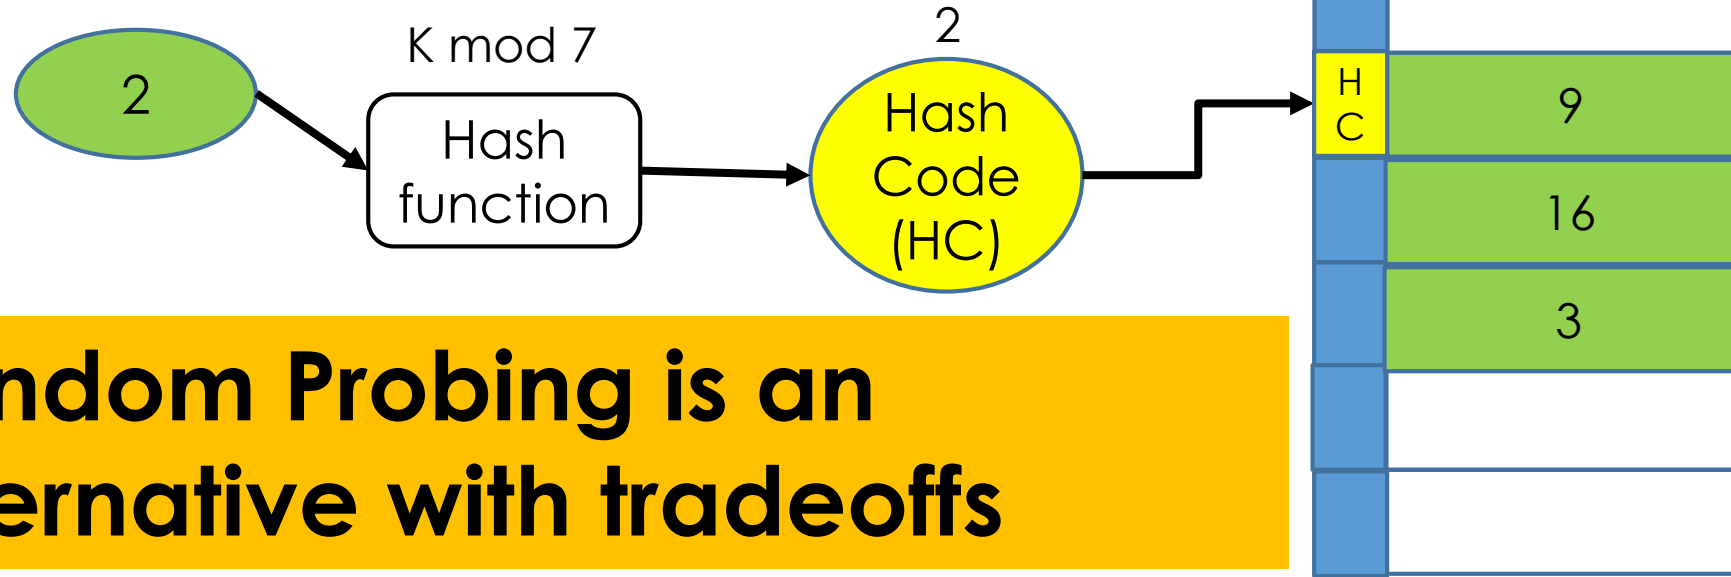 2
K mod 7
Hash
function
2
Hash
Code
(HC)
H
C
9
16
3
ndom Probing is an
ernative with tradeoffs